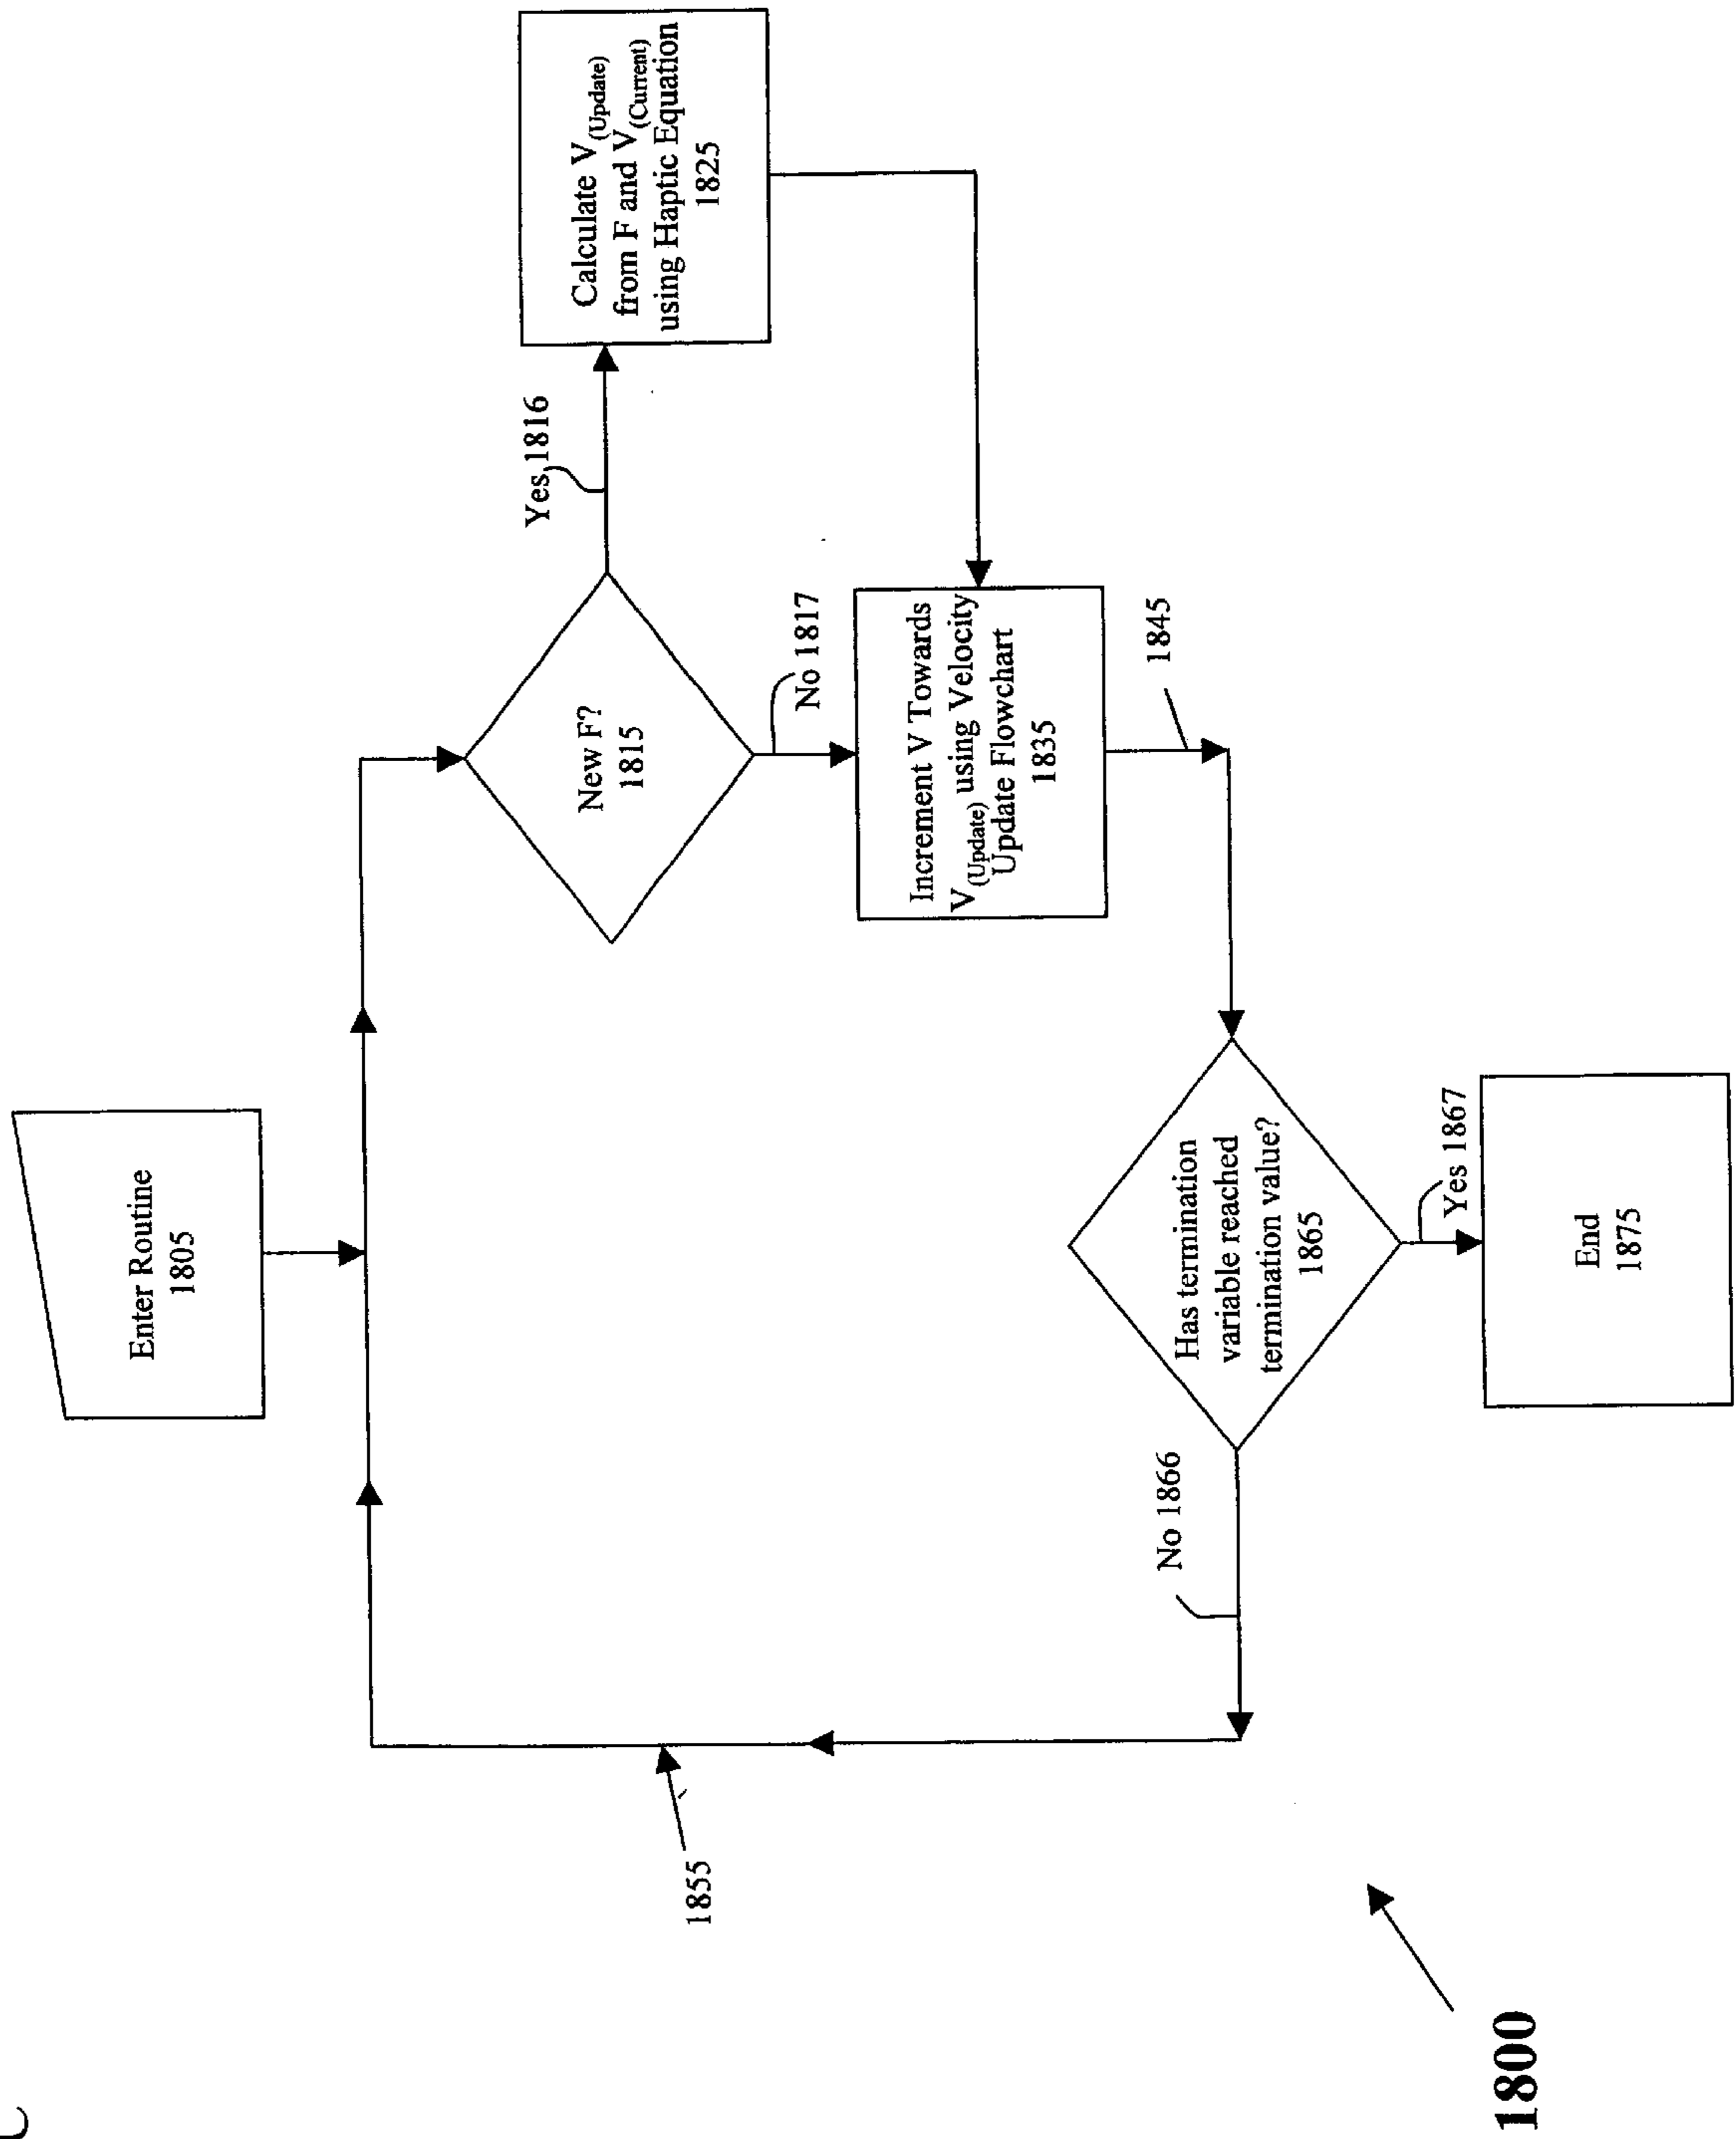 Enter Routine
1805
New F?
1815
Yes 1816
Calculate V(Update)
from F and V(Current)
using Haptic Equation
1825
No 1817
Increment V Towards
V(Update) using Velocity
Update Flowchart
1835
1845
Has termination
variable reached
termination value?
1865
No 1866
Yes 1867
End
1875
1855
1800